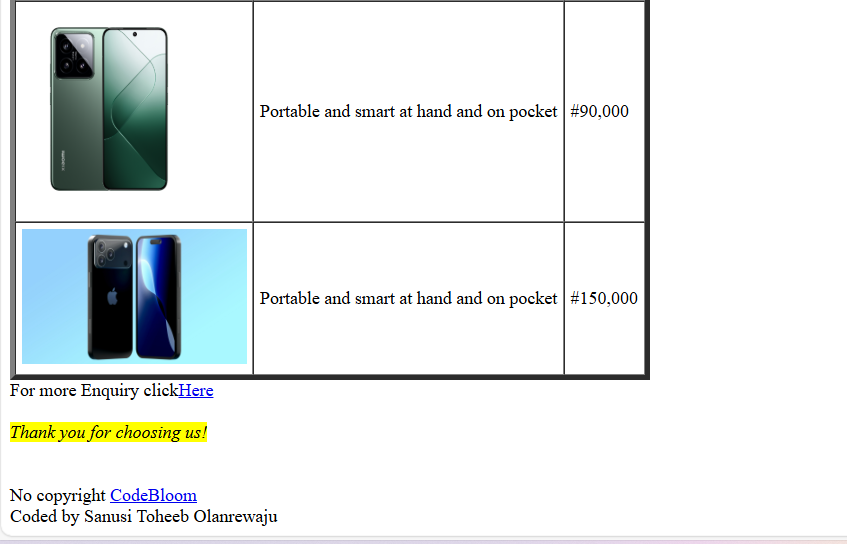 Portable and smart at hand and on pocket #90,000
Portable and smart at hand and on pocket #150,000
For more Enquiry clickHere
Thank you for choosing us!
No copyright CodeBloom
Coded by Sanusi Toheeb Olanrewaju